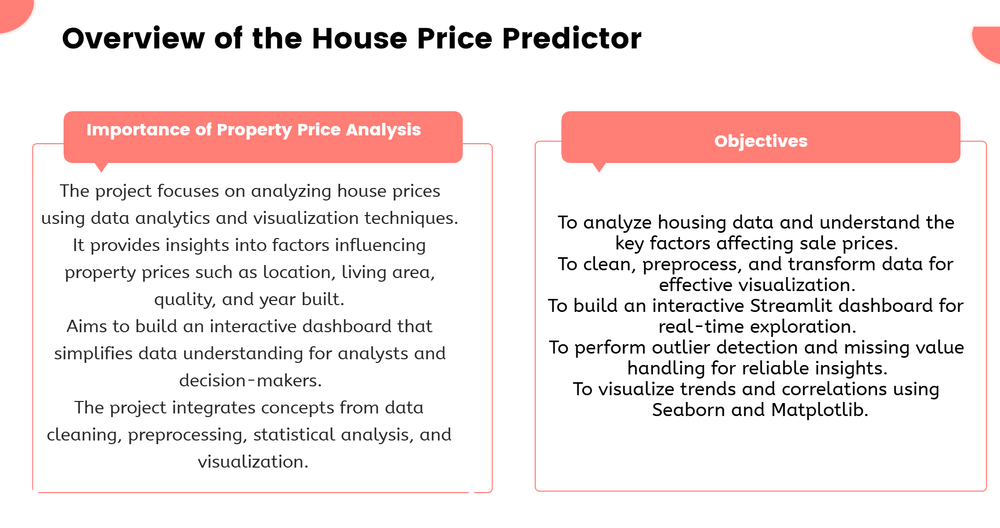 Overview of the House Price Predictor
Importance of Property Price Analysis
The project focuses on analyzing house prices
using data analytics and visualization techniques.
It provides insights into factors influencing
property prices such as location, living area,
quality, and year built.
Aims to build an interactive dashboard that
simplifies data understanding for analysts and
decision-makers.
The project integrates concepts from data
cleaning, preprocessing, statistical analysis, and
visualization.
Objectives
To analyze housing data and understand the
key factors affecting sale prices.
To clean, preprocess, and transform data for
effective visualization.
To build an interactive Streamlit dashboard for
real-time exploration.
To perform outlier detection and missing value
handling for reliable insights.
To visualize trends and correlations using
Seaborn and Matplotlib.